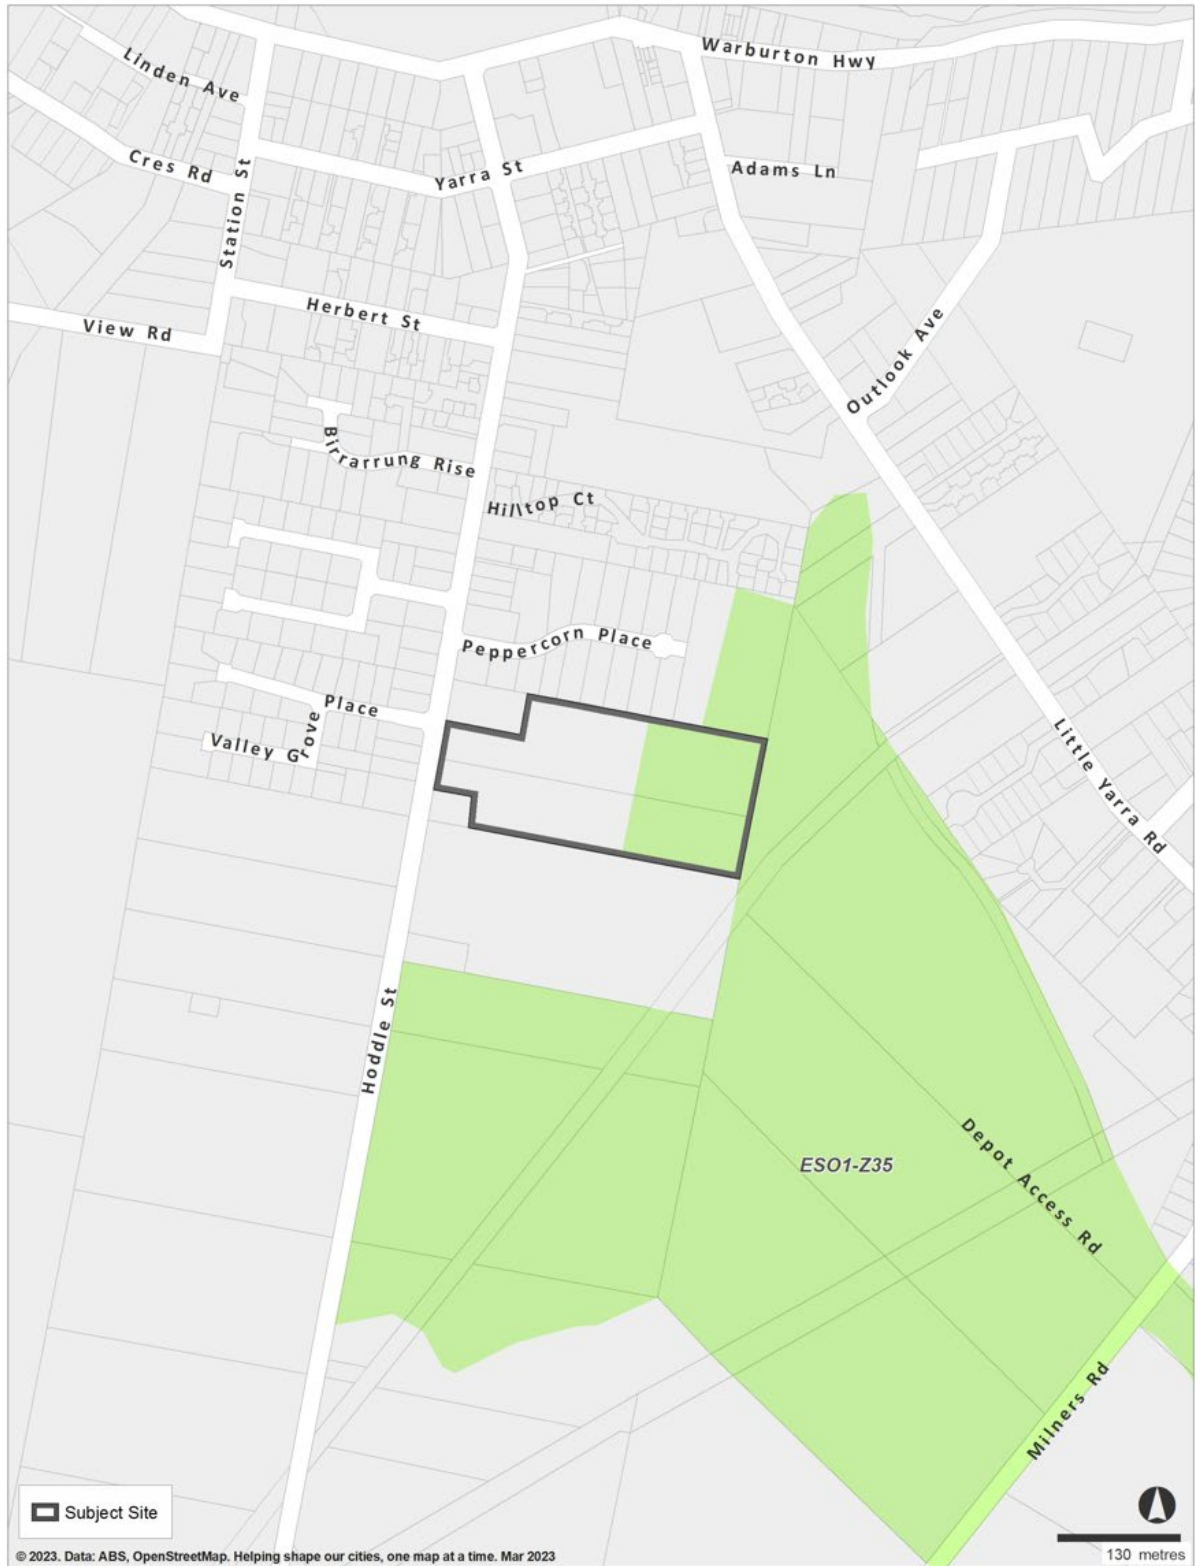 Warburton Hwy
Linden Ave
Cres Rd
Station St
Yarra St
Adams Ln
Herbert St
View Rd
Outlook Ave
Birrarrung Rise
Hilltop Ct
Peppercorn Place
Place
Valley Grove
Little Yarra Rd
Hoddle St
Depot Access Rd
ESO1-Z35
Milners Rd
Subject Site
© 2023. Data: ABS, OpenStreetMap. Helping shape our cities, one map at a time. Mar 2023
130 metres